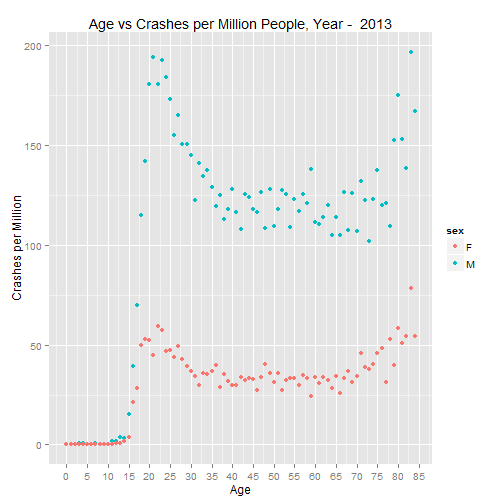 Age vs Crashes per Million People, Year - 2013
200
150
100
50
0
Crashes per Million
0 5 10 15 20 25 30 35 40 45 50 55 60 65 70 75 80 85
Age
sex
F
M